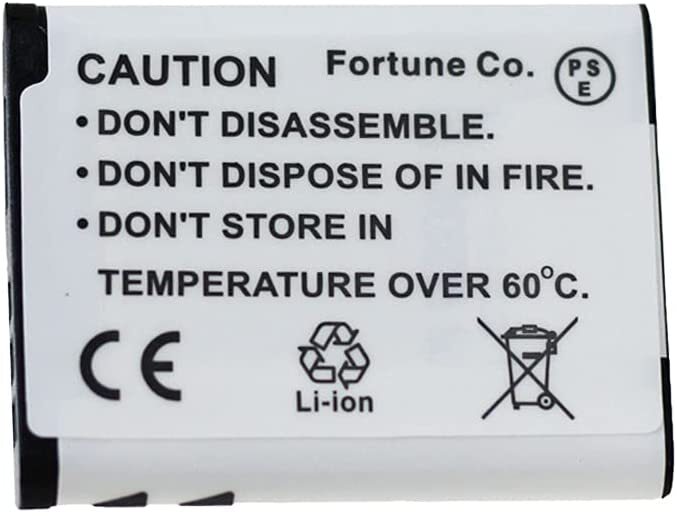 CAUTION Fortune Co. PSE
•DON'T DISASSEMBLE.
•DON'T DISPOSE OF IN FIRE.
•DON'T STORE IN
TEMPERATURE OVER 60°C.
CE
Li-ion